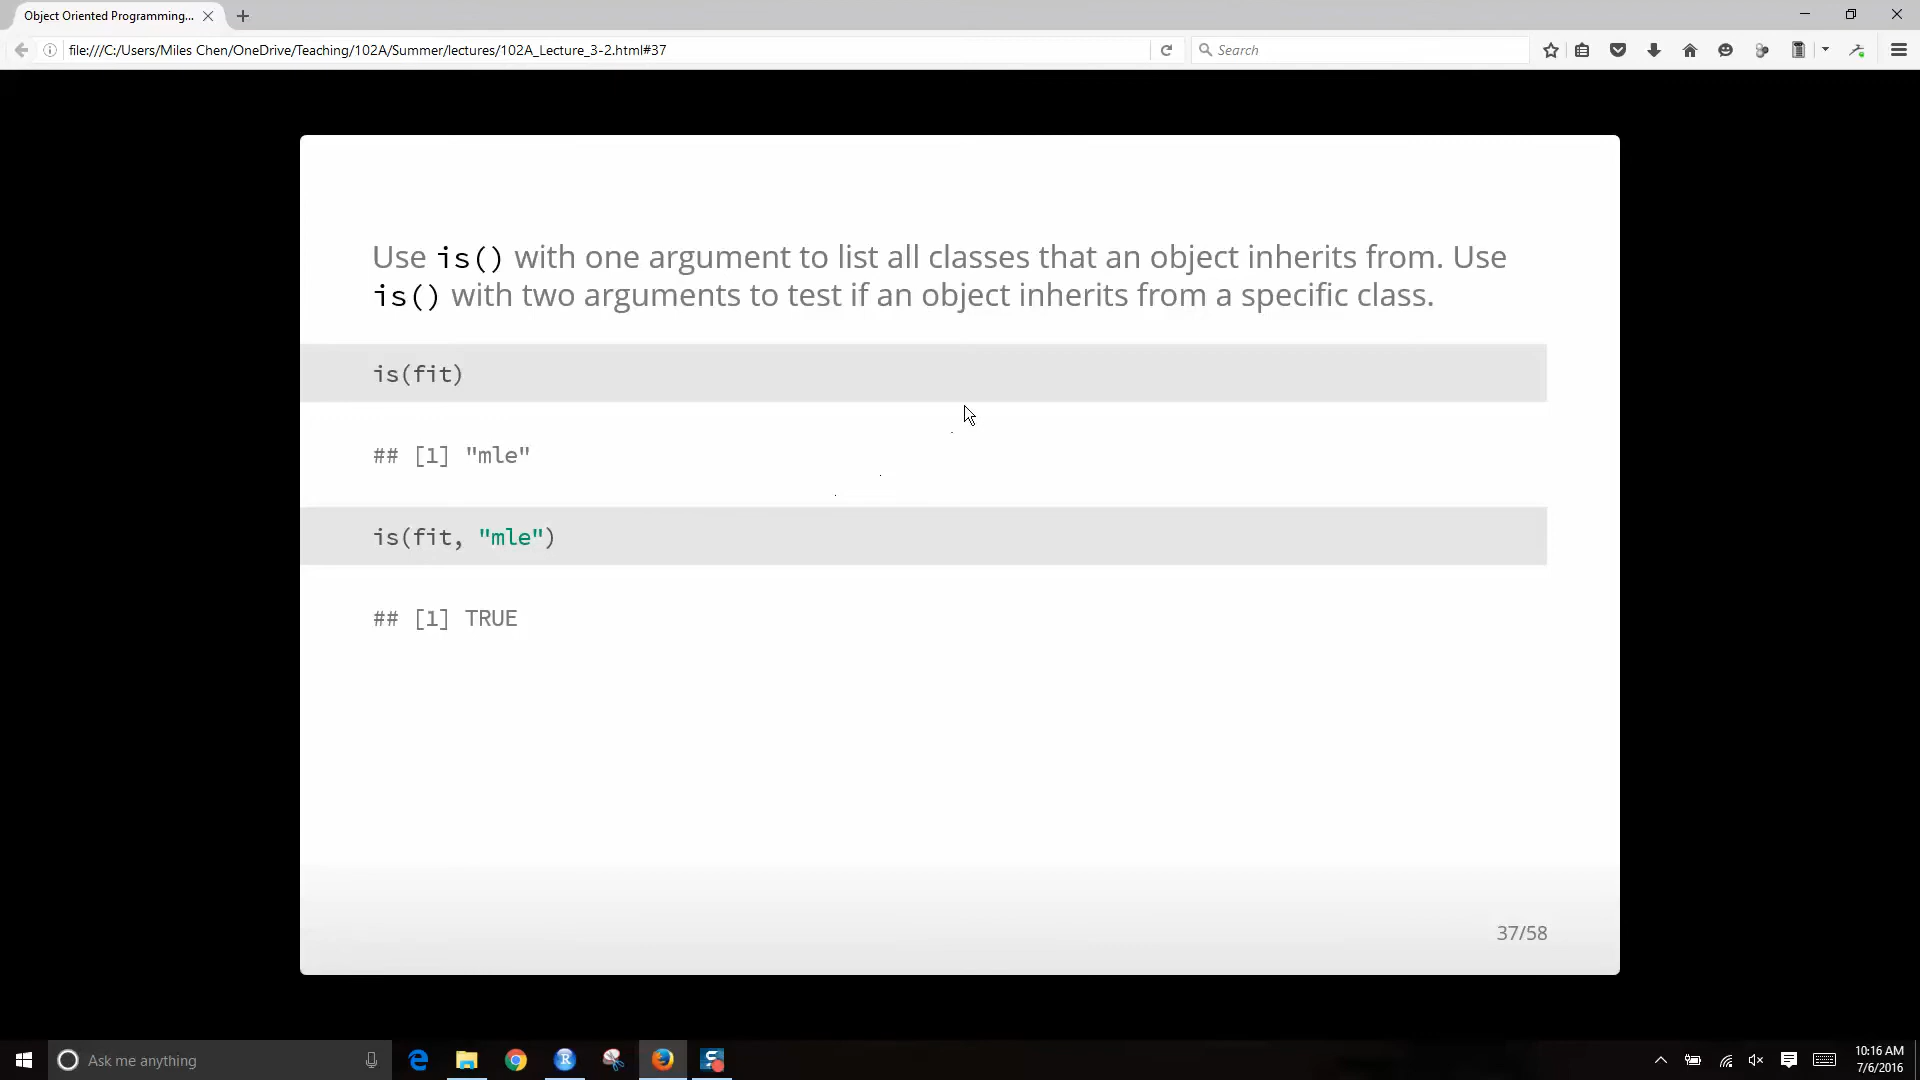 Object Oriented Programming...
file:///C:/Users/Miles Chen/OneDrive/Teaching/102A/Summer/lectures/102A_Lecture_3-2.html#37
Search
Use is() with one argument to list all classes that an object inherits from. Use
is() with two arguments to test if an object inherits from a specific class.
is(fit)
## [1] "mle"
is(fit, "mle")
## [1] TRUE
37/58
Ask me anything
10:16 AM
7/6/2016